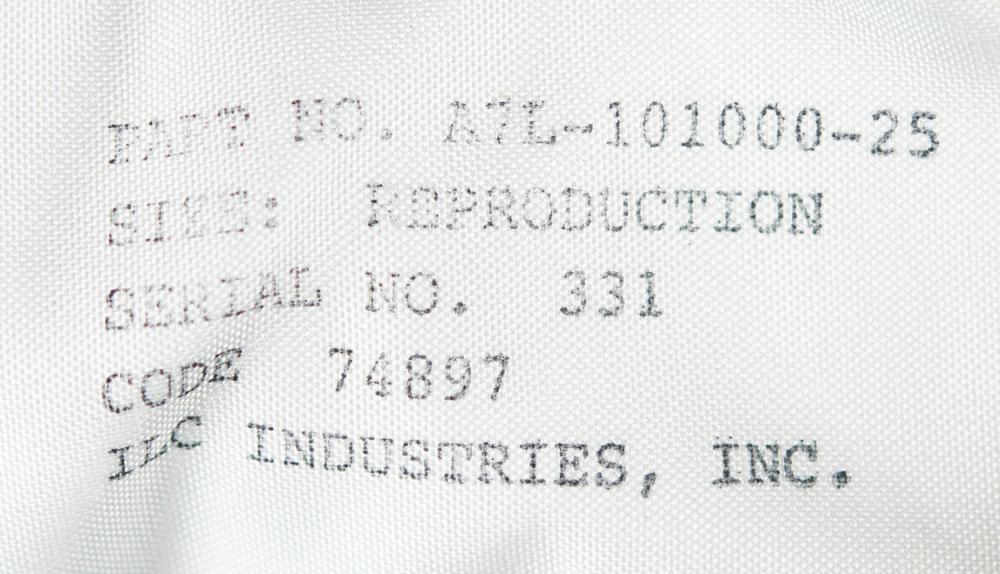 PART NO. A7L-101000-25
SIZE: REPRODUCTION
SERIAL NO. 331
CODE 74897
ILC INDUSTRIES, INC.